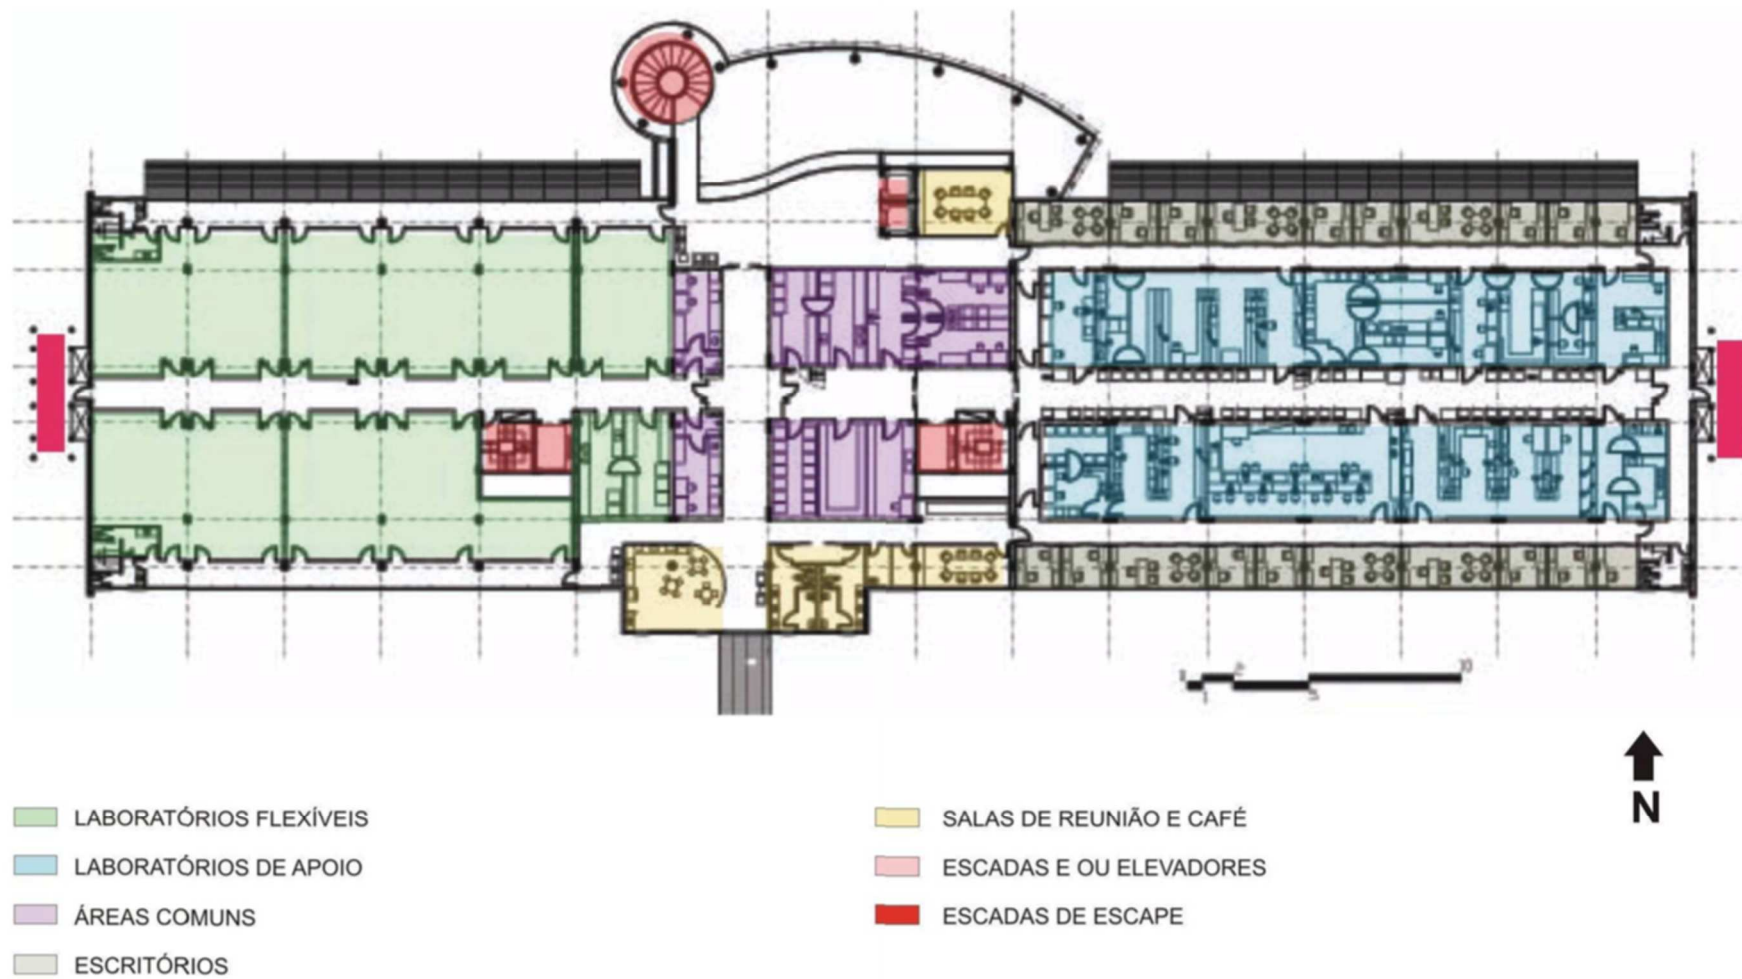 N
LABORATÓRIOS FLEXÍVEIS
LABORATÓRIOS DE APOIO
ÁREAS COMUNS
ESCRITÓRIOS
SALAS DE REUNIÃO E CAFÉ
ESCADAS E OU ELEVADORES
ESCADAS DE ESCAPE